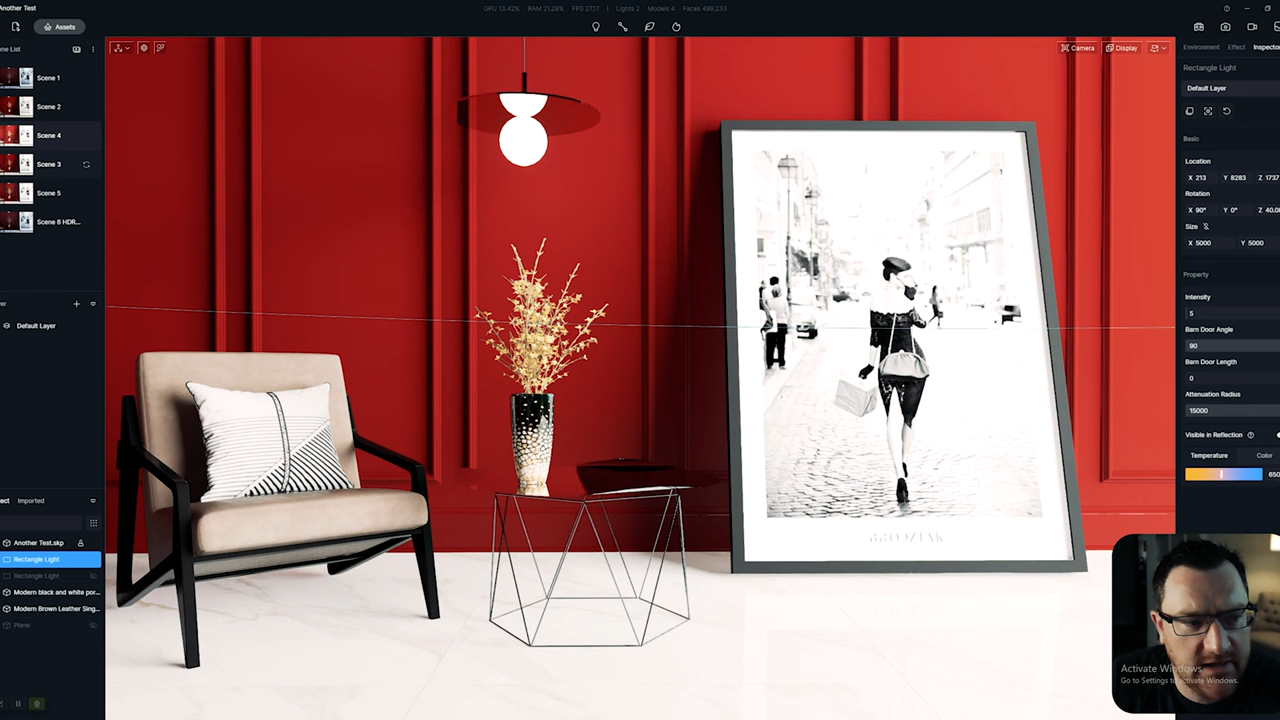 Another Test
GPU 13.42% RAM 21.29% FPS 27.17 | Lights 2 Models 4 Faces 499,233
Assets
Scene 1
Scene 2
Scene 4
Scene 3
Scene 5
Scene 6 HDR...
Default Layer
Imported
Another Test.skp
Rectangle Light
Rectangle Light
Modern black and white por...
Modern Brown Leather Sing...
Plane
Camera
Display
Environment Effect Inspector
Rectangle Light
Default Layer
Basic
Location
X 213 Y 8283 Z 1737
Rotation
X 90° Y 0° Z 40.0
Size
X 5000 Y 5000
Property
Intensity
5
Barn Door Angle
90
Barn Door Length
0
Attenuation Radius
15000
Visible in Reflection
Temperature Color
650
Activate Windows
Go to Settings to activate Windows.